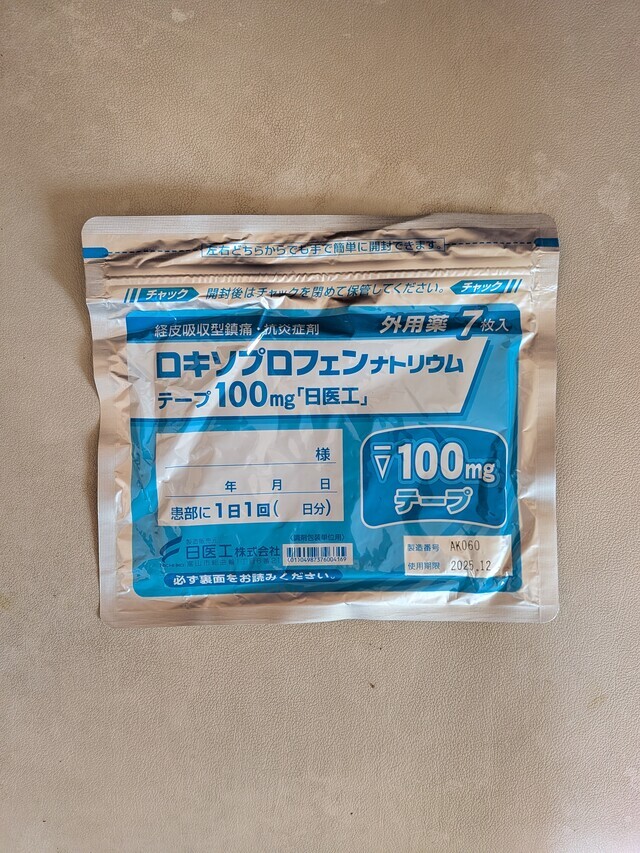 左右どちらからでも手で簡単に開封できます。
チャック 開封後はチャックを閉めて保管してください。 チャック
経皮吸収型鎮痛・抗炎症剤 外用薬 7枚入
ロキソプロフェンナトリウム
テープ100mg「日医工」
様
年 月 日
患部に1日1回( 日分)
100mg
テープ
日医工株式会社
(調剤包装単位用)
製造番号 AK060
使用期限 2025.12
必ず裏面をお読みください。